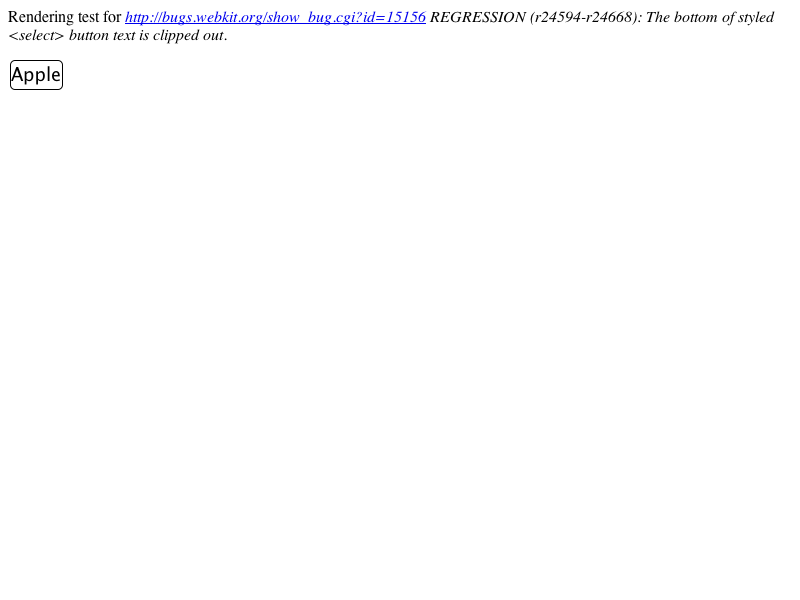 Rendering test for http://bugs.webkit.org/show_bug.cgi?id=15156 REGRESSION (r24594-r24668): The bottom of styled
<select> button text is clipped out.
Apple